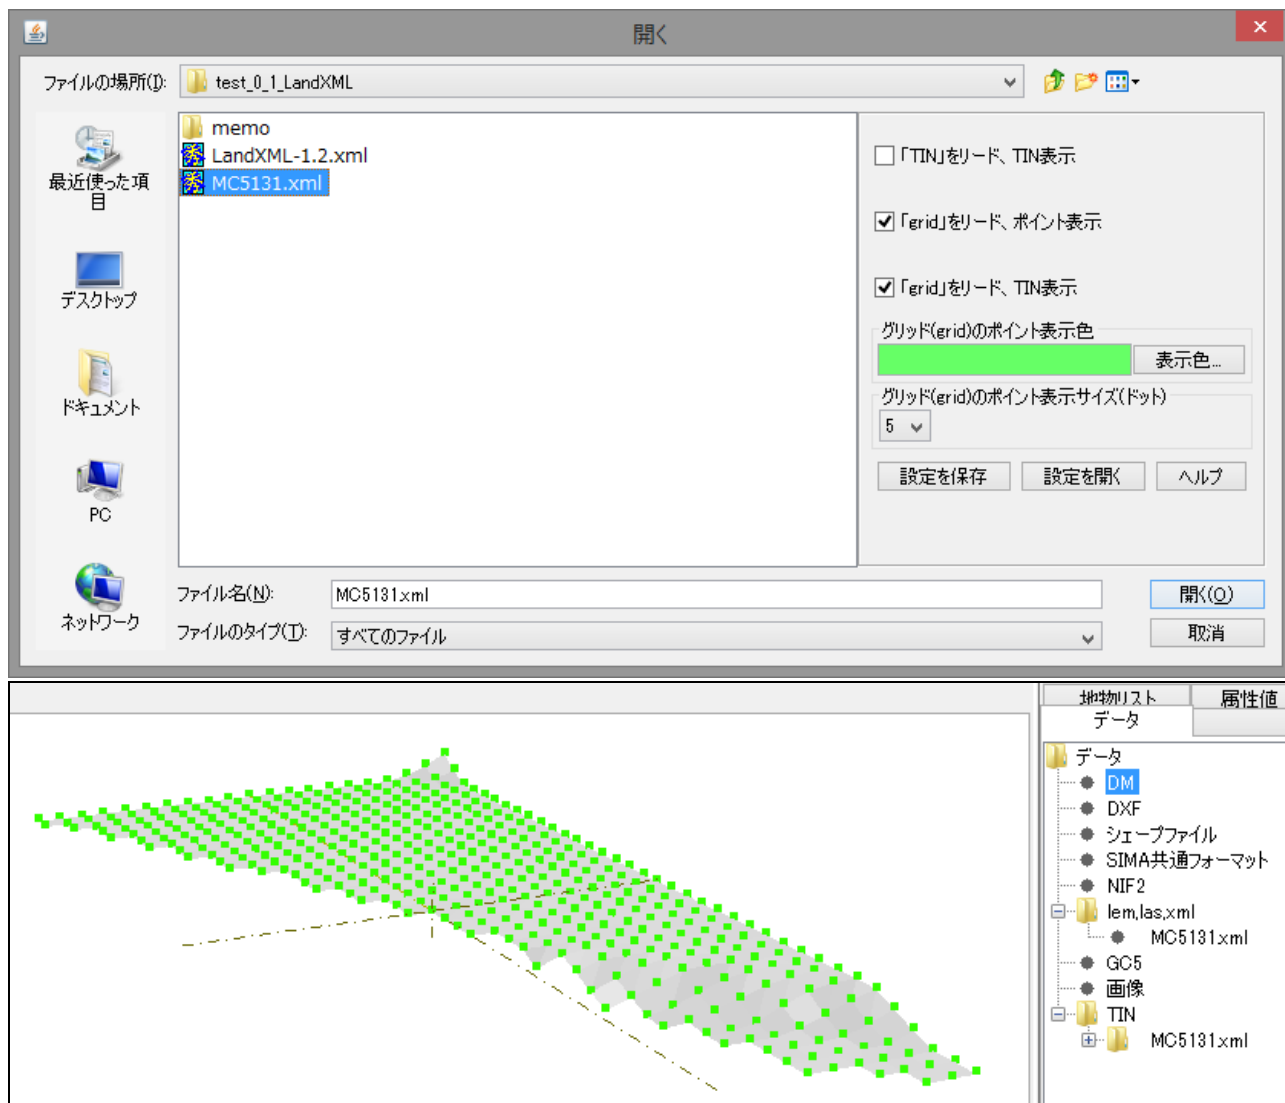 開く
ファイルの場所(I):
test_0_1_LandXML
最近使った項
目
デスクトップ
ドキュメント
PC
ネットワーク
memo
LandXML-1.2.xml
MC5131.xml
「TIN」をリード、TIN表示
「grid」をリード、ポイント表示
「grid」をリード、TIN表示
グリッド(grid)のポイント表示色
表示色...
グリッド(grid)のポイント表示サイズ(ドット)
5
設定を保存
設定を開く
ヘルプ
ファイル名(N):
MC5131.xml
開く(O)
ファイルのタイプ(T):
すべてのファイル
取消
地物リスト
属性値
データ
データ
DM
DXF
シェープファイル
SIMA共通フォーマット
NIF2
lem,las,xml
MC5131.xml
GC5
画像
TIN
MC5131.xml